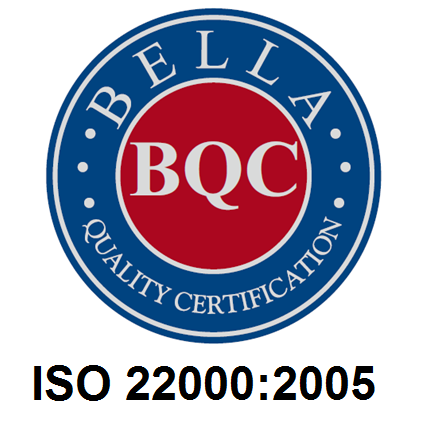 BELLA
BQC
QUALITY CERTIFICATION
ISO 22000:2005